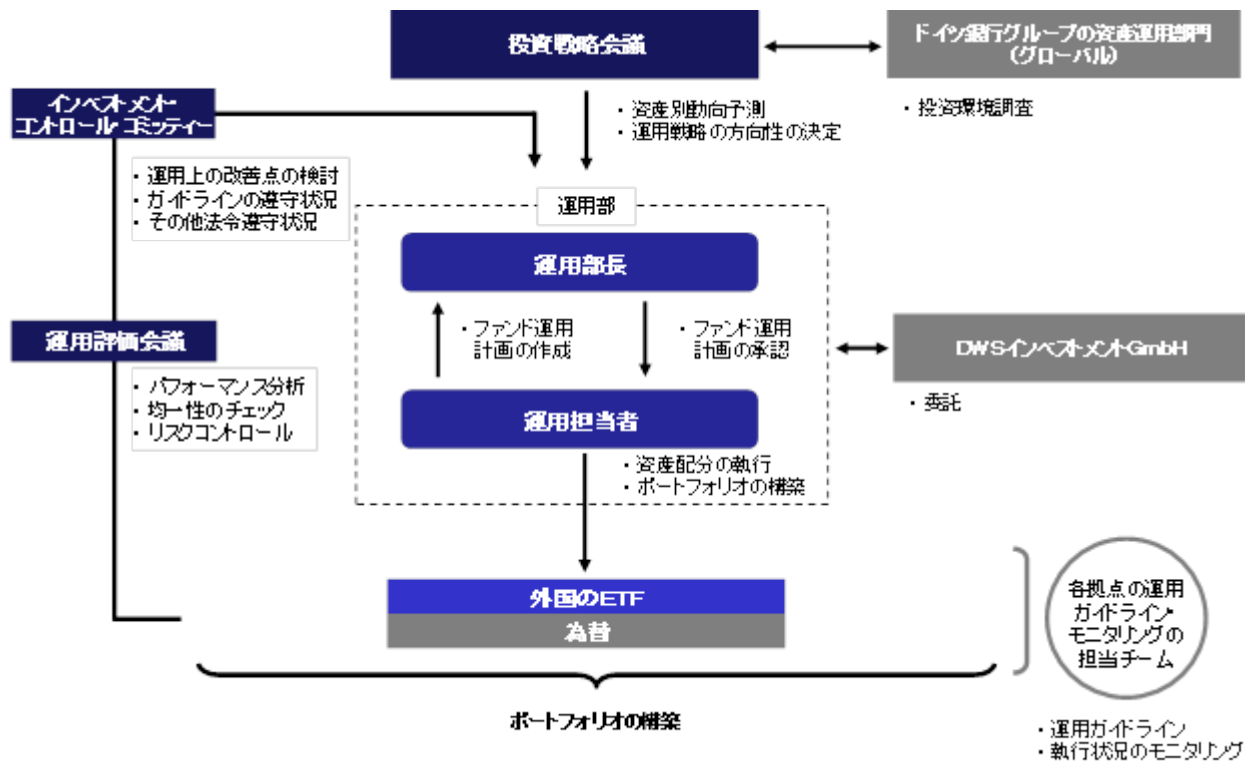 投資戦略会議
ドイツ銀行グループの資産運用部門
(グローバル)
インベストメント・
コントロール・コミッティー
・資産別動向予測
・運用戦略の方向性の決定
・投資環境調査
・運用上の改善点の検討
・ガイドラインの遵守状況
・その他法令遵守状況
運用部
運用部長
・ファンド運用
計画の作成
・ファンド運用
計画の承認
運用評価会議
DWSインベストメントGmbH
・パフォーマンス分析
・均一性のチェック
・リスクコントロール
・委託
運用担当者
・資産配分の執行
・ポートフォリオの構築
外国のETF
為替
各拠点の運用
ガイドライン・
モニタリングの
担当チーム
ポートフォリオの構築
・運用ガイドライン
・執行状況のモニタリング